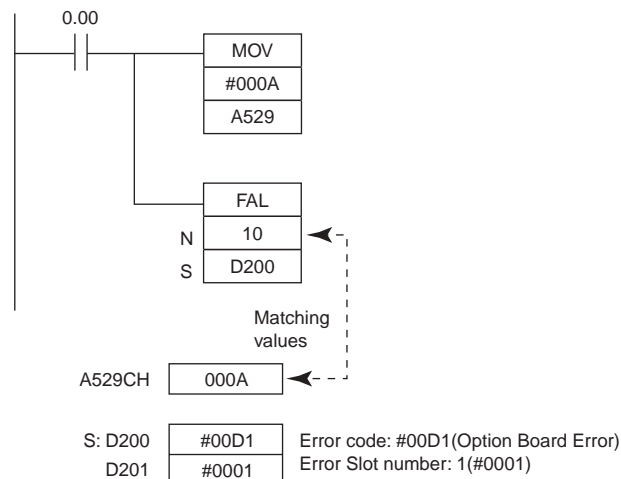 0.00
MOV
#000A
A529
FAL
N 10
S D200
Matching
values
A529CH 000A
S: D200 #00D1 Error code: #00D1(Option Board Error)
D201 #0001 Error Slot number: 1(#0001)